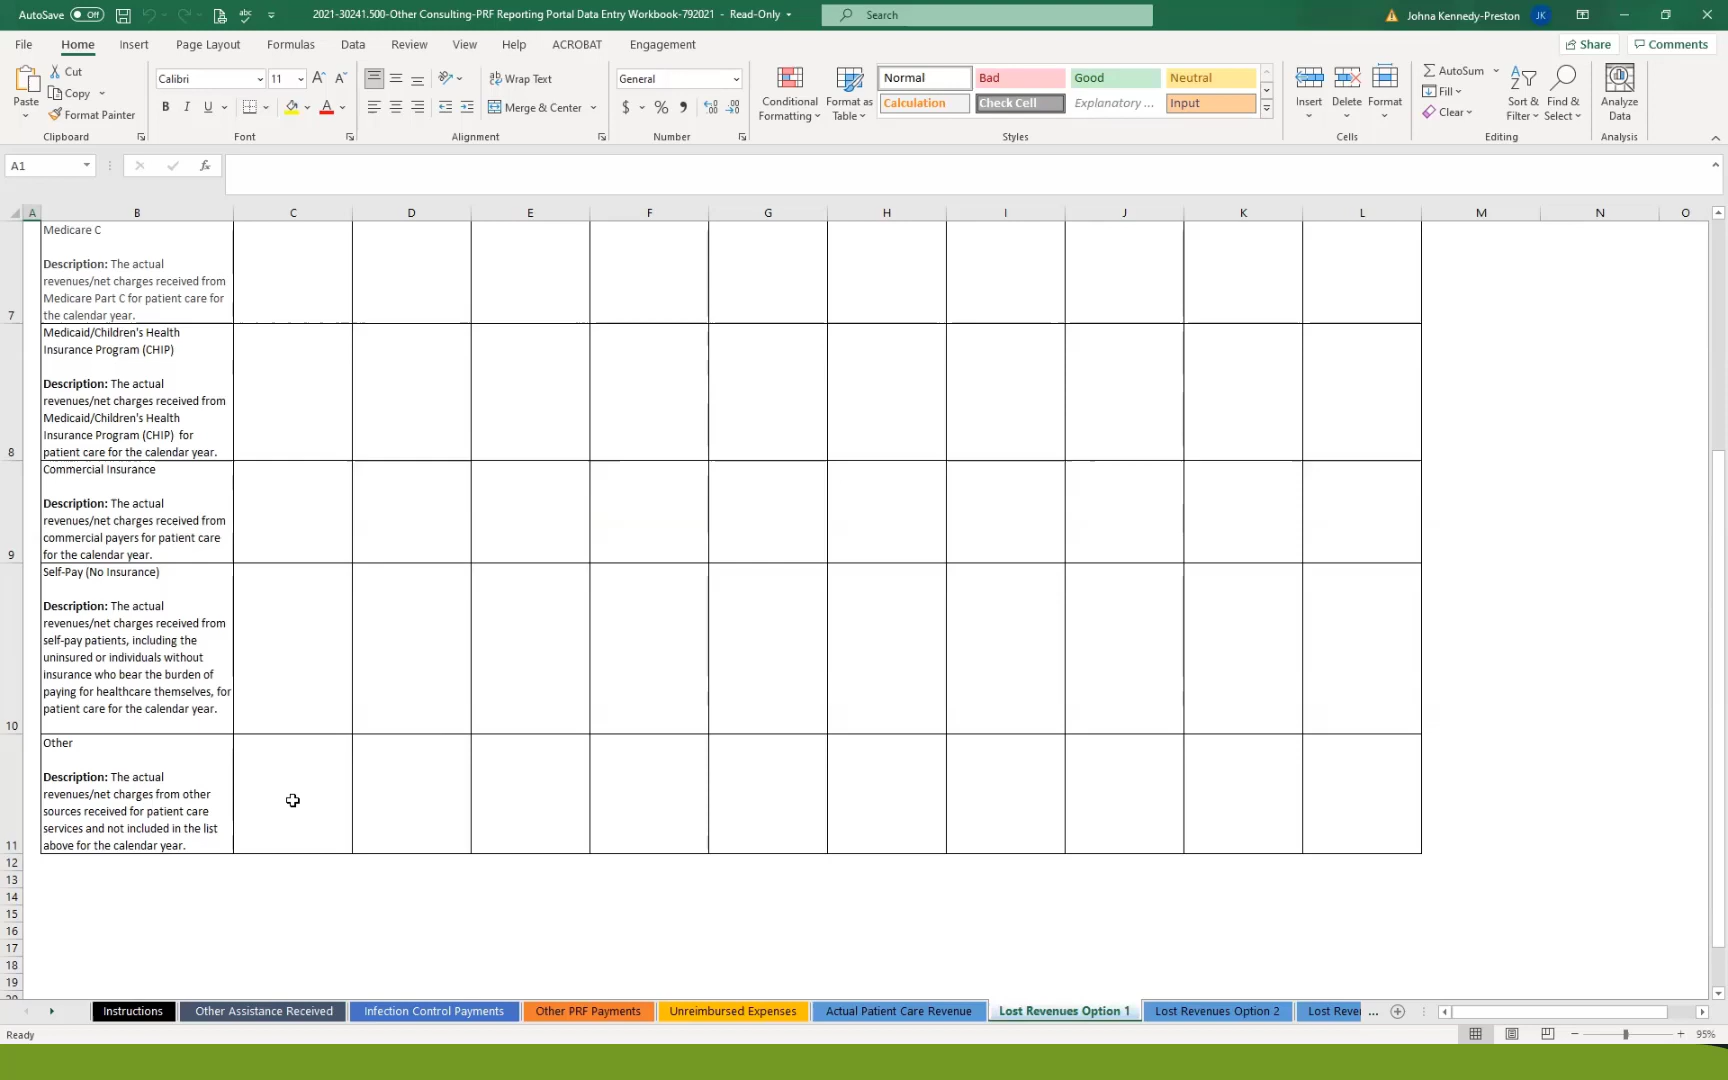 AutoSave Off
2021-30241.500-Other Consulting-PRF Reporting Portal Data Entry Workbook-792021 - Read-Only
Search
Johna Kennedy-Preston JK
File Home Insert Page Layout Formulas Data Review View Help ACROBAT Engagement
Share Comments
Paste
Cut
Copy
Format Painter
Clipboard
Calibri 11
B I U
Font
Wrap Text
Merge & Center
Alignment
General
$ %
Number
Conditional
Formatting
Format as
Table
Normal Bad Good Neutral
Calculation Check Cell Explanatory ... Input
Styles
Insert Delete Format
Cells
AutoSum
Fill
Clear
Sort &
Filter
Find &
Select
Editing
Analyze
Data
Analysis
A1
fx
A B C D E F G H I J K L M N O
Medicare C
Description: The actual
revenues/net charges received from
Medicare Part C for patient care for
the calendar year.
7
Medicaid/Children's Health
Insurance Program (CHIP)
Description: The actual
revenues/net charges received from
Medicaid/Children's Health
Insurance Program (CHIP) for
patient care for the calendar year.
8
Commercial Insurance
Description: The actual
revenues/net charges received from
commercial payers for patient care
for the calendar year.
9
Self-Pay (No Insurance)
Description: The actual
revenues/net charges received from
self-pay patients, including the
uninsured or individuals without
insurance who bear the burden of
paying for healthcare themselves, for
patient care for the calendar year.
10
Other
Description: The actual
revenues/net charges from other
sources received for patient care
services and not included in the list
above for the calendar year.
11
12
13
14
15
16
17
18
19
Instructions Other Assistance Received Infection Control Payments Other PRF Payments Unreimbursed Expenses Actual Patient Care Revenue Lost Revenues Option 1 Lost Revenues Option 2 Lost Reve ...
Ready
95%